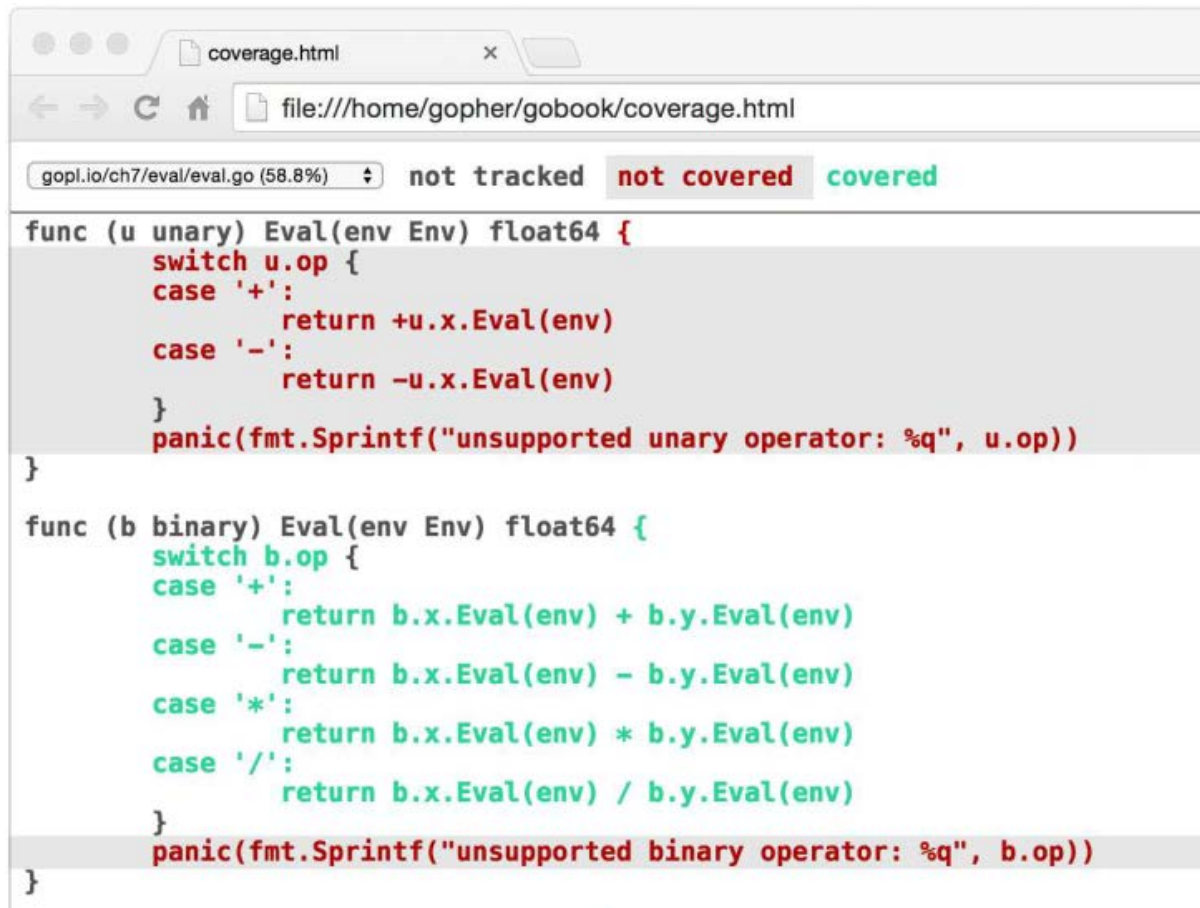 coverage.html ×
file:///home/gopher/gobook/coverage.html
gopl.io/ch7/eval/eval.go (58.8%) not tracked not covered covered
func (u unary) Eval(env Env) float64 {
        switch u.op {
        case '+':
                return +u.x.Eval(env)
        case '-':
                return -u.x.Eval(env)
        }
        panic(fmt.Sprintf("unsupported unary operator: %q", u.op))
}
func (b binary) Eval(env Env) float64 {
        switch b.op {
        case '+':
                return b.x.Eval(env) + b.y.Eval(env)
        case '-':
                return b.x.Eval(env) - b.y.Eval(env)
        case '*':
                return b.x.Eval(env) * b.y.Eval(env)
        case '/':
                return b.x.Eval(env) / b.y.Eval(env)
        }
        panic(fmt.Sprintf("unsupported binary operator: %q", b.op))
}